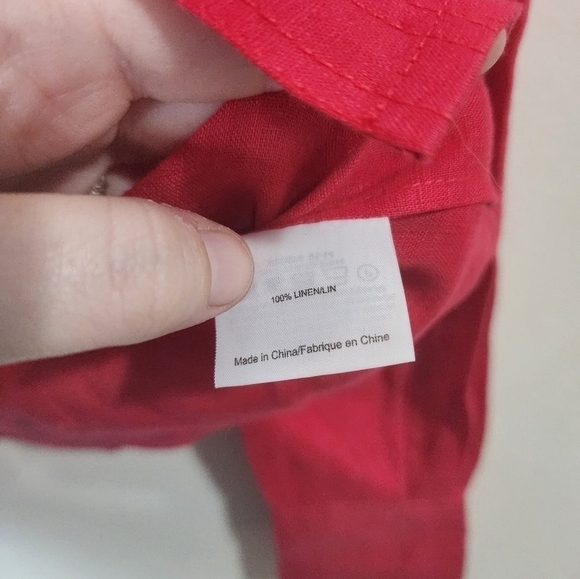 100% LINEN/LIN
Made in China/Fabrique en Chine